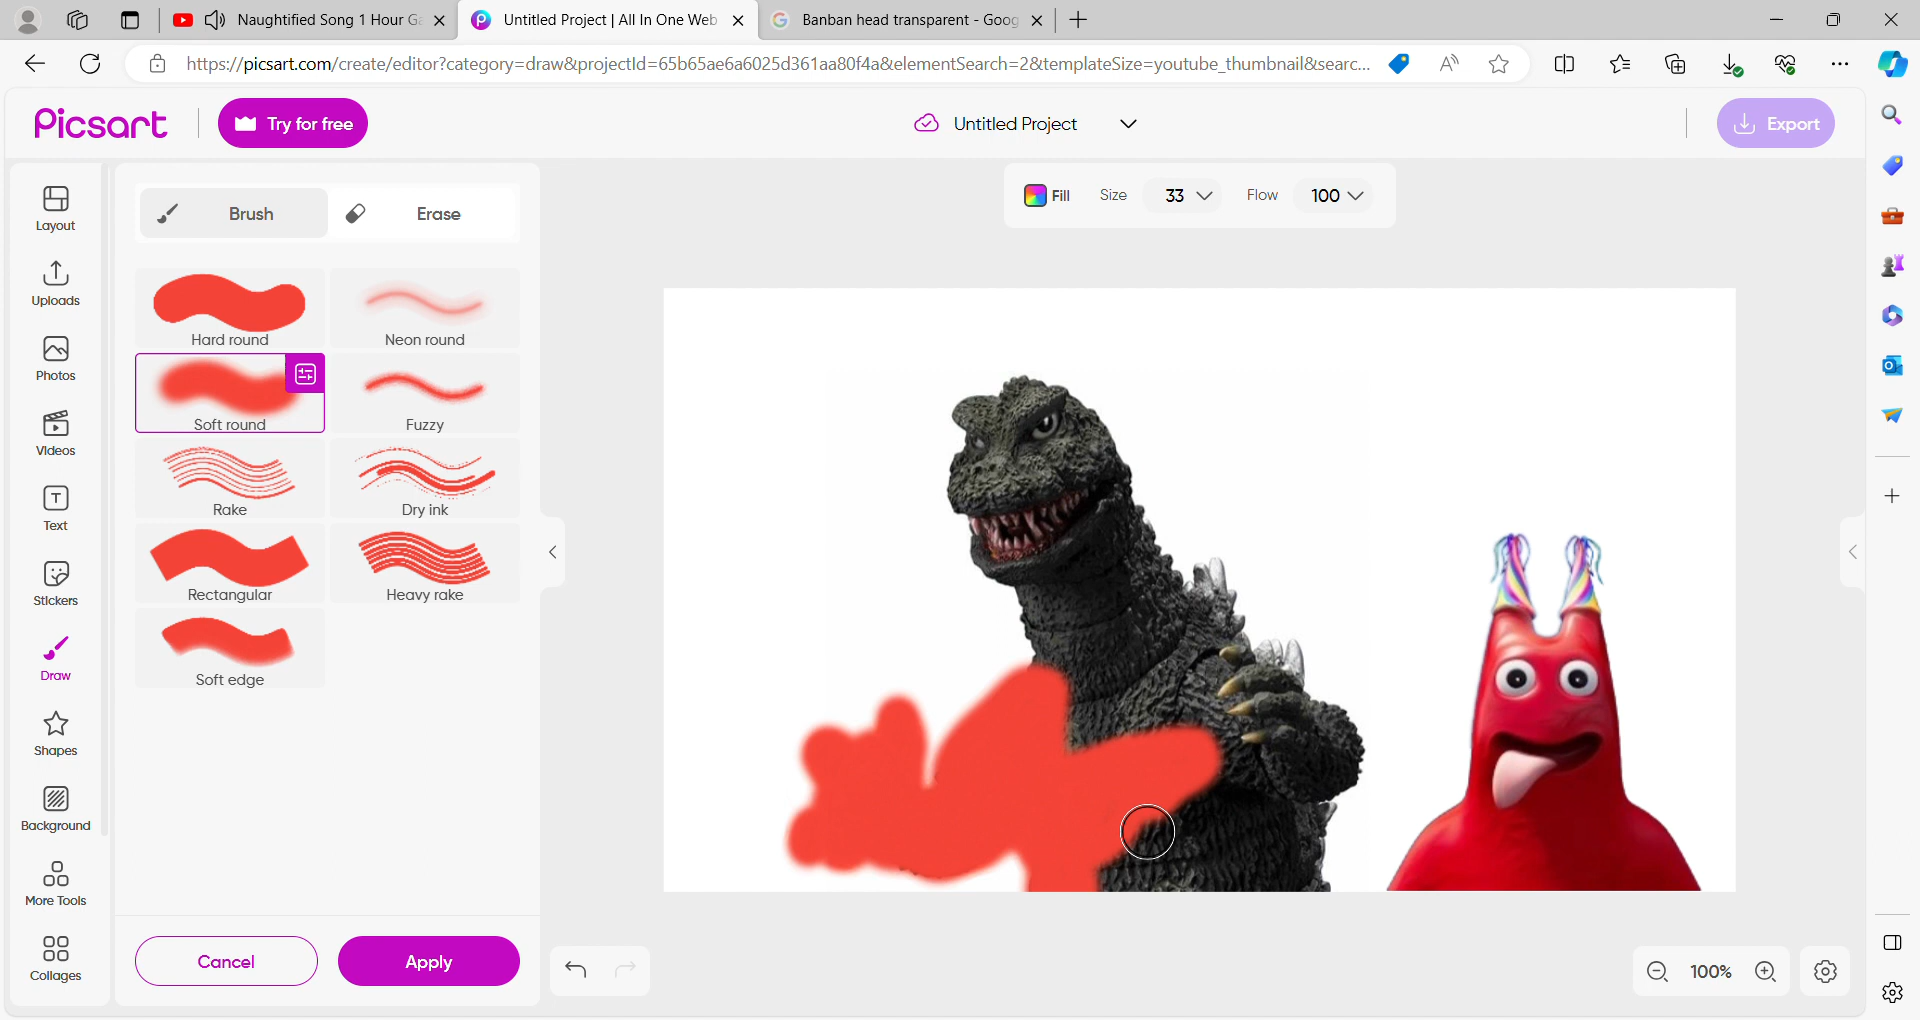 Naughtified Song 1 Hour Ga
Untitled Project | All In One Web
Banban head transparent - Goog
https://picsart.com/create/editor?category=draw&projectId=65b65ae6a6025d361aa80f4a&elementSearch=2&templateSize=youtube_thumbnail&searc...
Picsart
Try for free
Untitled Project
Export
Fill
Size
33
Flow
100
Layout
Uploads
Photos
Videos
Text
Stickers
Draw
Shapes
Background
More Tools
Collages
Brush
Erase
Hard round
Neon round
Soft round
Fuzzy
Rake
Dry ink
Rectangular
Heavy rake
Soft edge
Cancel
Apply
100%